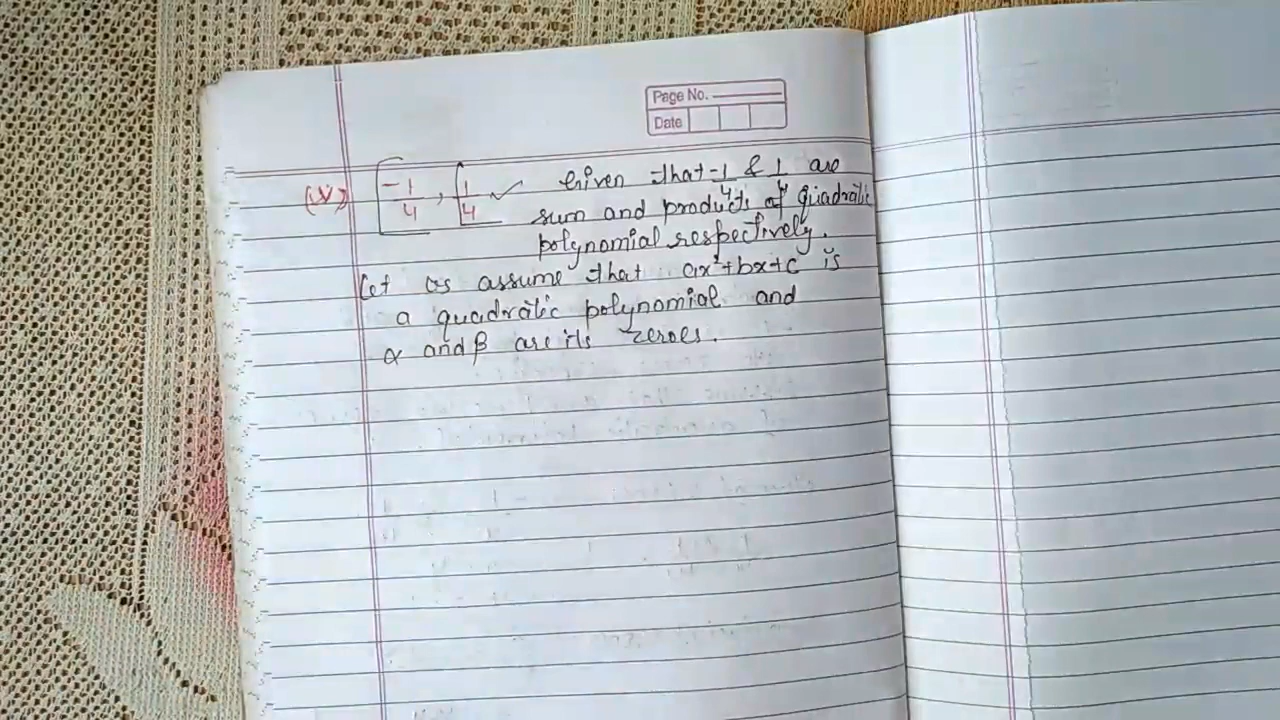 Page No.
Date
(V) -1/4, 1/4 ✓ Given that -1/4 & 1/4 are
sum and products of quadratic
polynomial respectively.
Let us assume that ax²+bx+c is
a quadratic polynomial and
α and β are its zeroes.